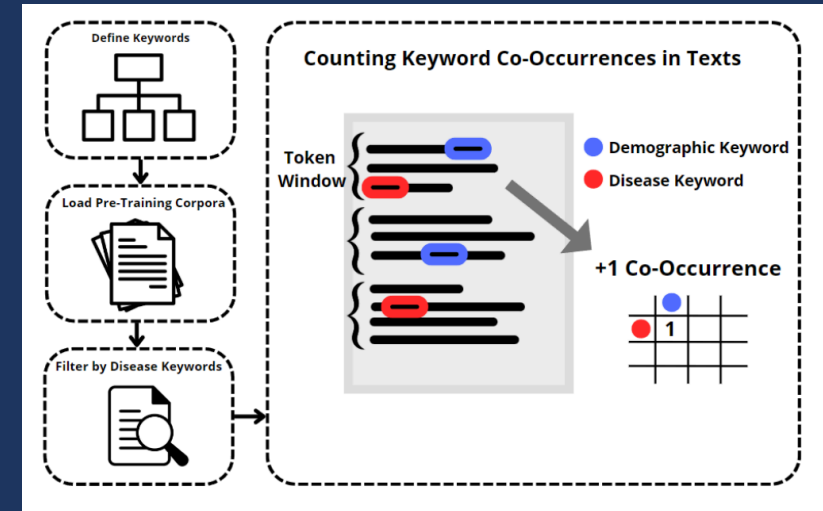 Define Keywords
Load Pre-Training Corpora
Filter by Disease Keywords
Counting Keyword Co-Occurrences in Texts
Token
Window
Demographic Keyword
Disease Keyword
+1 Co-Occurrence
1